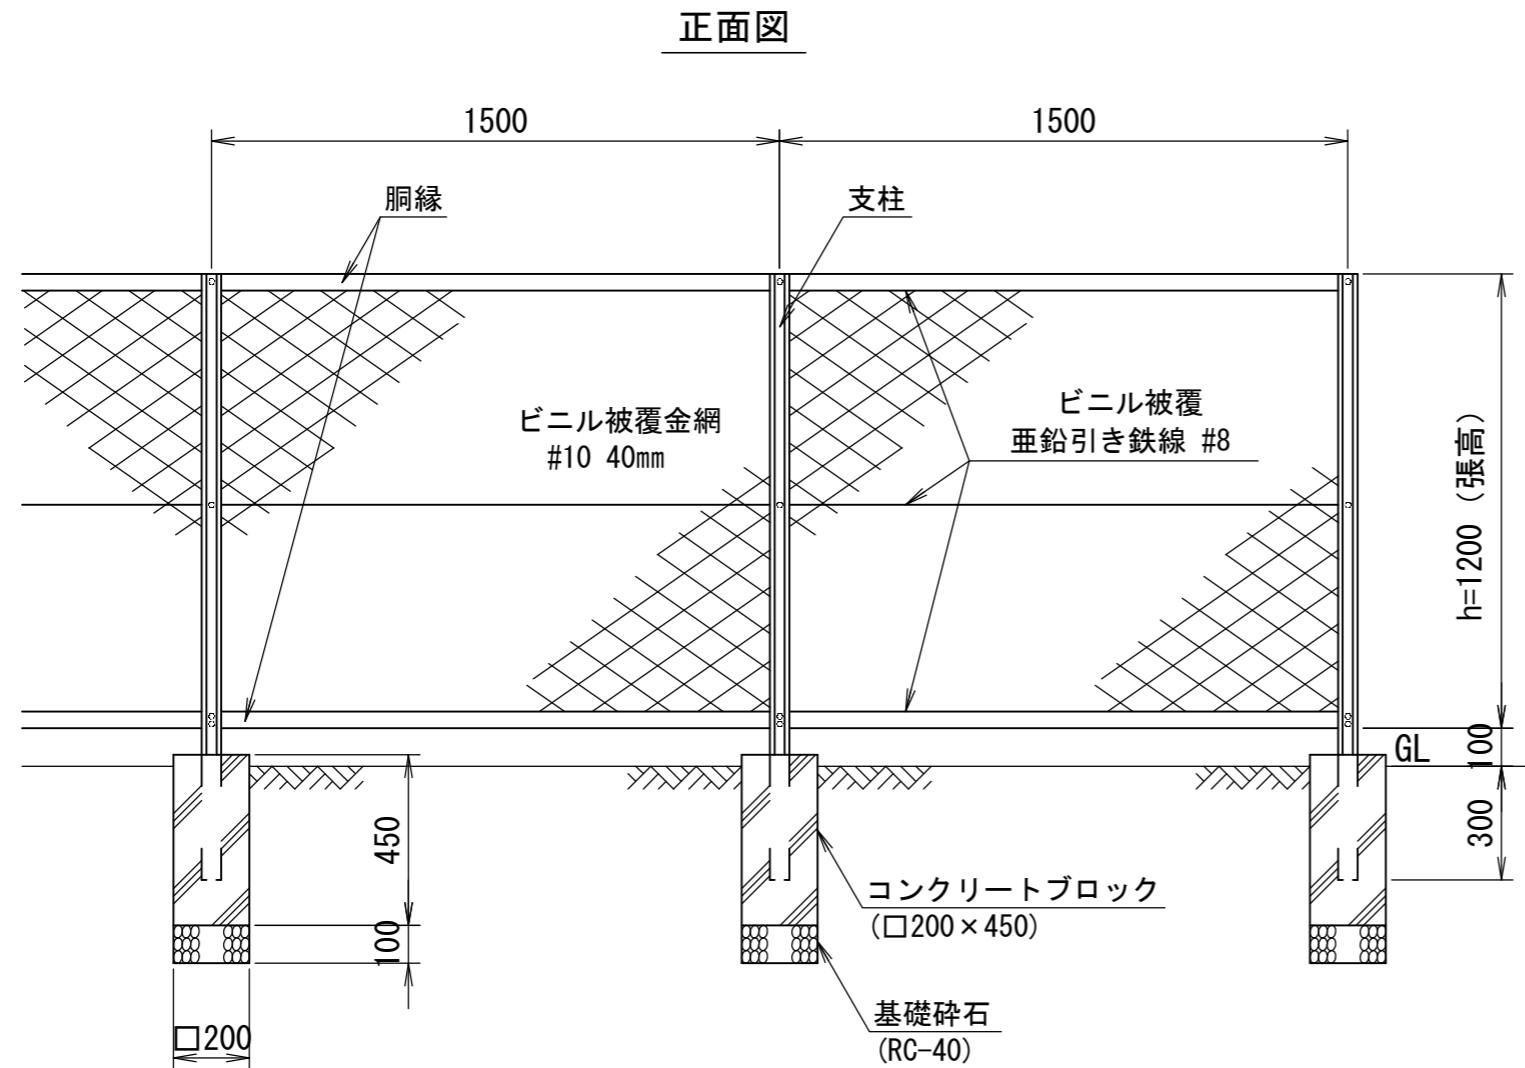 正面図
1500
1500
胴縁
支柱
ビニル被覆金網
#10 40mm
ビニル被覆
亜鉛引き鉄線 #8
h=1200 (張高)
GL
100
300
450
100
□200
コンクリートブロック
(□200×450)
基礎砕石
(RC-40)